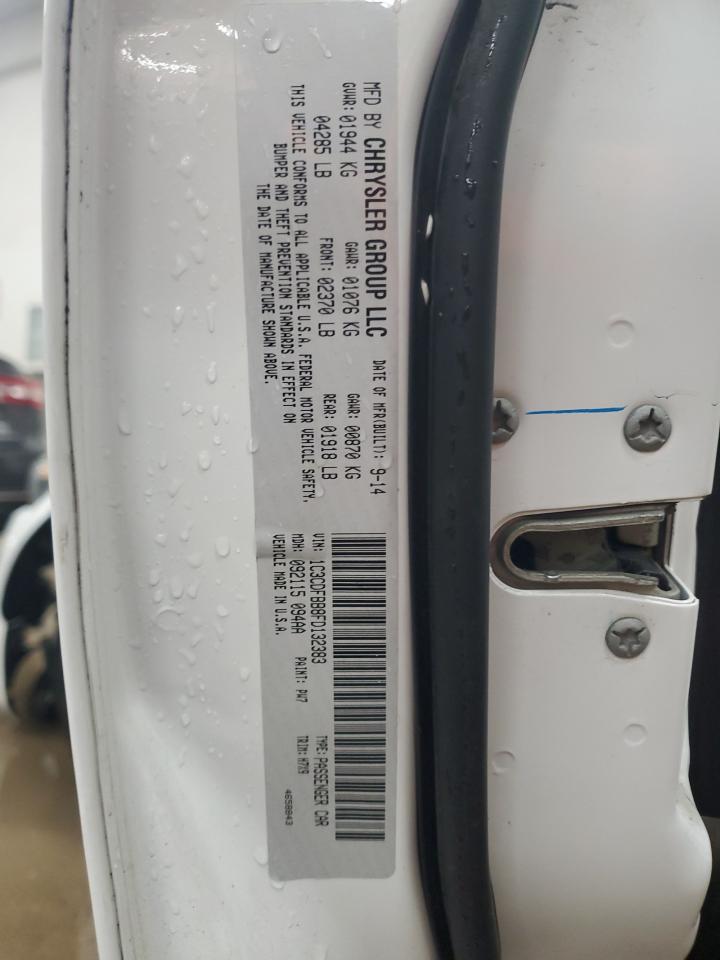 MFD BY CHRYSLER GROUP LLC DATE OF MFR(BUILT): 9-14
GVWR: 01944 KG GAWR: 01076 KG GAWR: 00870 KG
04285 LB FRONT: 02370 LB REAR: 01918 LB
THIS VEHICLE CONFORMS TO ALL APPLICABLE U.S.A. FEDERAL MOTOR VEHICLE SAFETY,
BUMPER AND THEFT PREVENTION STANDARDS IN EFFECT ON
THE DATE OF MANUFACTURE SHOWN ABOVE.
VIN: 1C3CDFBB8FD132383 TYPE: PASSENGER CAR
MDH: 092115 094AA PAINT: PW7 TRIM: H7X9
VEHICLE MADE IN U.S.A. 4658843